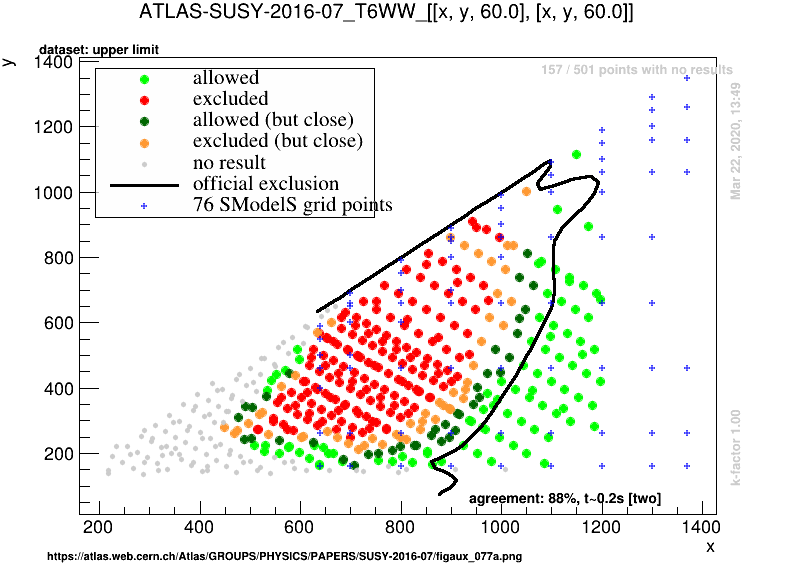 ATLAS-SUSY-2016-07_T6WW_[[x, y, 60.0], [x, y, 60.0]]
dataset: upper limit
y
157 / 501 points with no results
allowed
excluded
allowed (but close)
excluded (but close)
no result
official exclusion
76 SModelS grid points
1400
1200
1000
800
600
400
200
Mar 22, 2020, 13:49
k-factor 1.00
agreement: 88%, t~0.2s [two]
200 400 600 800 1000 1200 1400
x
https://atlas.web.cern.ch/Atlas/GROUPS/PHYSICS/PAPERS/SUSY-2016-07/figaux_077a.png